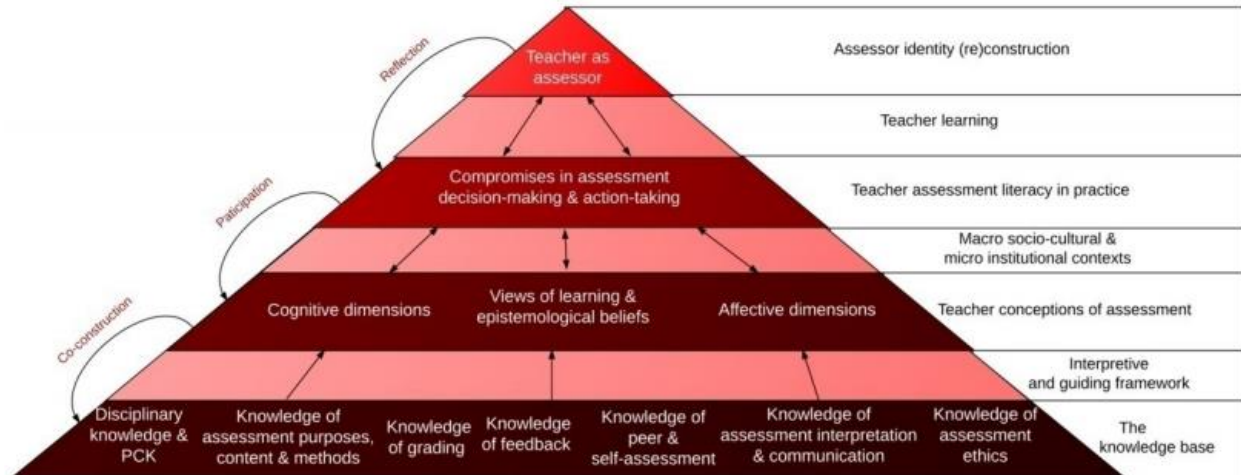 Reflection
Teacher as
assessor
Assessor identity (re)construction
Teacher learning
Paticipation
Compromises in assessment
decision-making & action-taking
Teacher assessment literacy in practice
Macro socio-cultural &
micro institutional contexts
Co-construction
Cognitive dimensions
Views of learning &
epistemological beliefs
Affective dimensions
Teacher conceptions of assessment
Interpretive
and guiding framework
Disciplinary
knowledge &
PCK
Knowledge of
assessment purposes,
content & methods
Knowledge
of grading
Knowledge
of feedback
Knowledge of
peer &
self-assessment
Knowledge of
assessment interpretation
& communication
Knowledge of
assessment
ethics
The
knowledge base